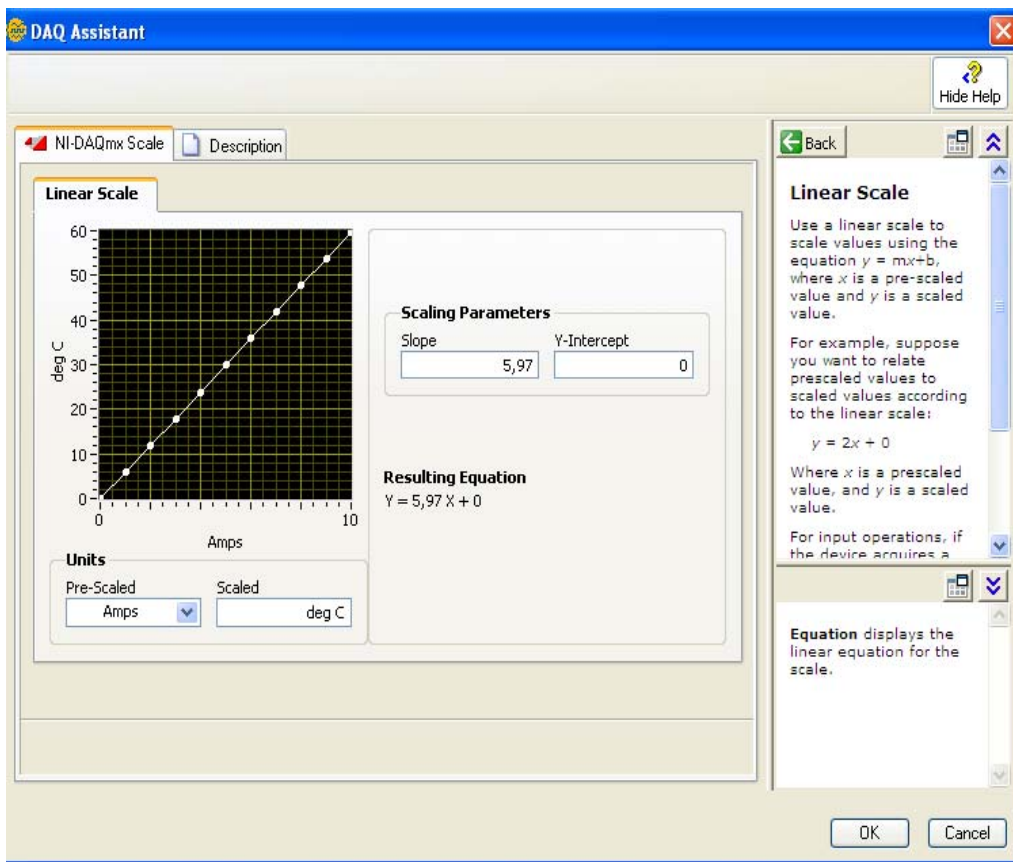 DAQ Assistant
Hide Help
NI-DAQmx Scale
Description
Linear Scale
60
50
40
30
20
10
0
deg C
0
10
Amps
Units
Pre-Scaled
Scaled
Amps
deg C
Scaling Parameters
Slope
Y-Intercept
5,97
0
Resulting Equation
Y = 5,97 X + 0
Back
Linear Scale
Use a linear scale to
scale values using the
equation y = mx+b,
where x is a pre-scaled
value and y is a scaled
value.
For example, suppose
you want to relate
prescaled values to
scaled values according
to the linear scale:
y = 2x + 0
Where x is a prescaled
value, and y is a scaled
value.
For input operations, if
the device acquires a
Equation displays the
linear equation for the
scale.
OK
Cancel